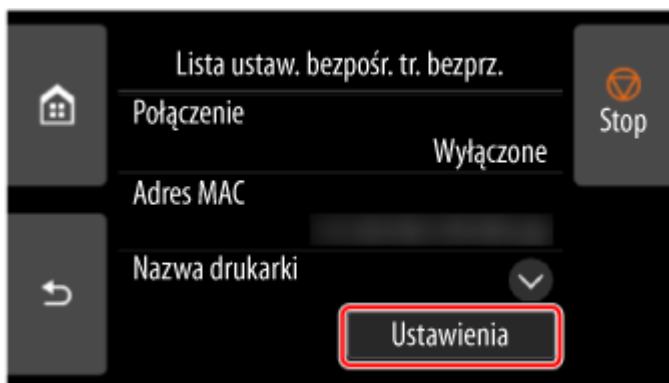 Lista ustaw. bezpośr. tr. bezprz.
Stop
Połączenie
Wyłączone
Adres MAC
Nazwa drukarki
Ustawienia